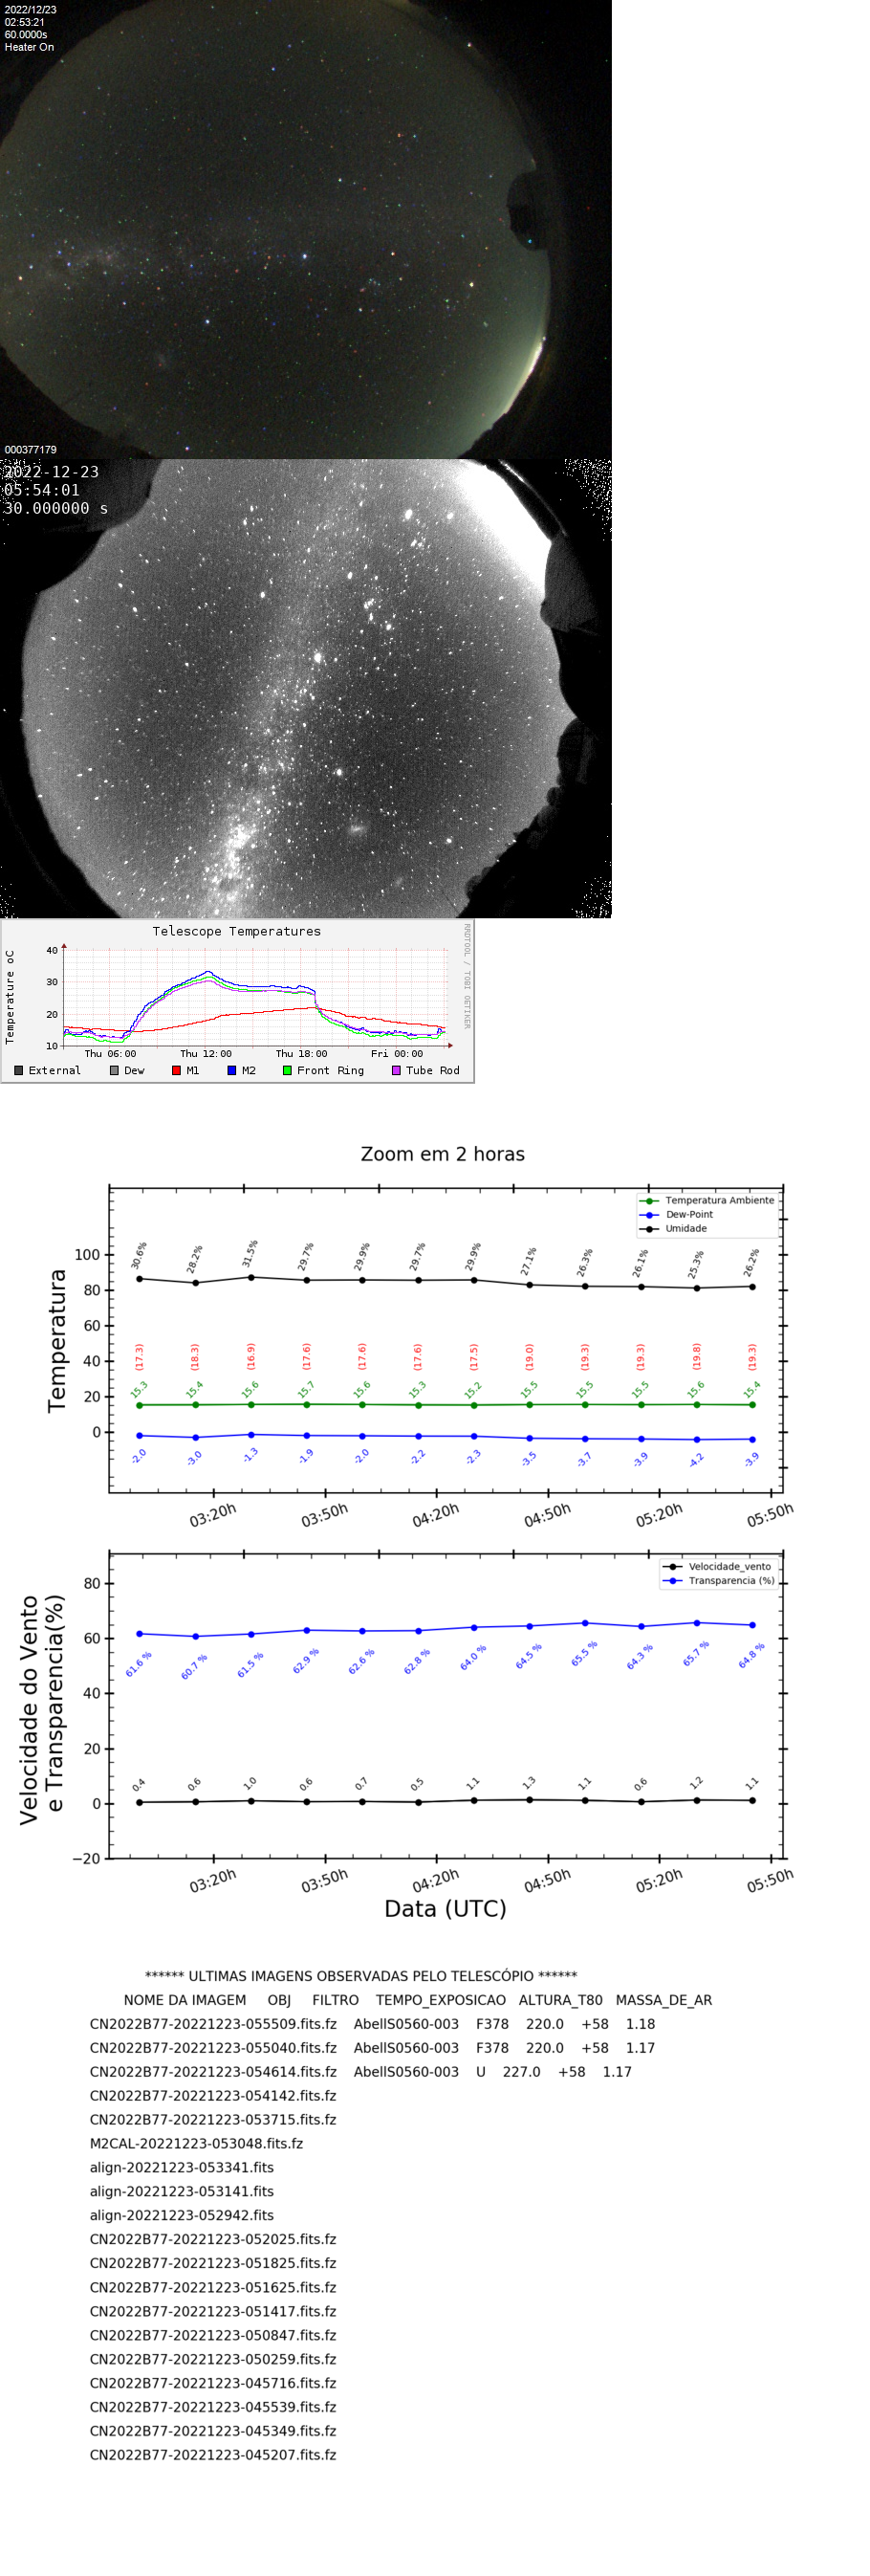 2022/12/23
02:53:21
60.0000s
Heater On
000377179
2022-12-23
05:54:01
30.000000 s
Telescope Temperatures
RRDTOOL / TOBI OETIKER
Temperature oC
40
30
20
10
Thu 06:00 Thu 12:00 Thu 18:00 Fri 00:00
External Dew M1 M2 Front Ring Tube Rod
Zoom em 2 horas
Temperatura Ambiente
Dew-Point
Umidade
Temperatura
100
80
60
40
20
0
30.6% 28.2% 31.5% 29.7% 29.9% 29.7% 29.9% 27.1% 26.3% 26.1% 25.3% 26.2%
(17.3) (18.3) (16.9) (17.6) (17.6) (17.6) (17.5) (19.0) (19.3) (19.3) (19.8) (19.3)
15.3 15.4 15.6 15.7 15.6 15.3 15.2 15.5 15.5 15.5 15.6 15.4
-2.0 -3.0 -1.3 -1.9 -2.0 -2.2 -2.3 -3.5 -3.7 -3.9 -4.2 -3.9
03:20h 03:50h 04:20h 04:50h 05:20h 05:50h
Velocidade_vento
Transparencia (%)
Velocidade do Vento
e Transparencia(%)
80
60
40
20
0
−20
61.6 % 60.7 % 61.5 % 62.9 % 62.6 % 62.8 % 64.0 % 64.5 % 65.5 % 64.3 % 65.7 % 64.8 %
0.4 0.6 1.0 0.6 0.7 0.5 1.1 1.3 1.1 0.6 1.2 1.1
03:20h 03:50h 04:20h 04:50h 05:20h 05:50h
Data (UTC)
****** ULTIMAS IMAGENS OBSERVADAS PELO TELESCÓPIO ******
NOME DA IMAGEM OBJ FILTRO TEMPO_EXPOSICAO ALTURA_T80 MASSA_DE_AR
CN2022B77-20221223-055509.fits.fz AbellS0560-003 F378 220.0 +58 1.18
CN2022B77-20221223-055040.fits.fz AbellS0560-003 F378 220.0 +58 1.17
CN2022B77-20221223-054614.fits.fz AbellS0560-003 U 227.0 +58 1.17
CN2022B77-20221223-054142.fits.fz
CN2022B77-20221223-053715.fits.fz
M2CAL-20221223-053048.fits.fz
align-20221223-053341.fits
align-20221223-053141.fits
align-20221223-052942.fits
CN2022B77-20221223-052025.fits.fz
CN2022B77-20221223-051825.fits.fz
CN2022B77-20221223-051625.fits.fz
CN2022B77-20221223-051417.fits.fz
CN2022B77-20221223-050847.fits.fz
CN2022B77-20221223-050259.fits.fz
CN2022B77-20221223-045716.fits.fz
CN2022B77-20221223-045539.fits.fz
CN2022B77-20221223-045349.fits.fz
CN2022B77-20221223-045207.fits.fz